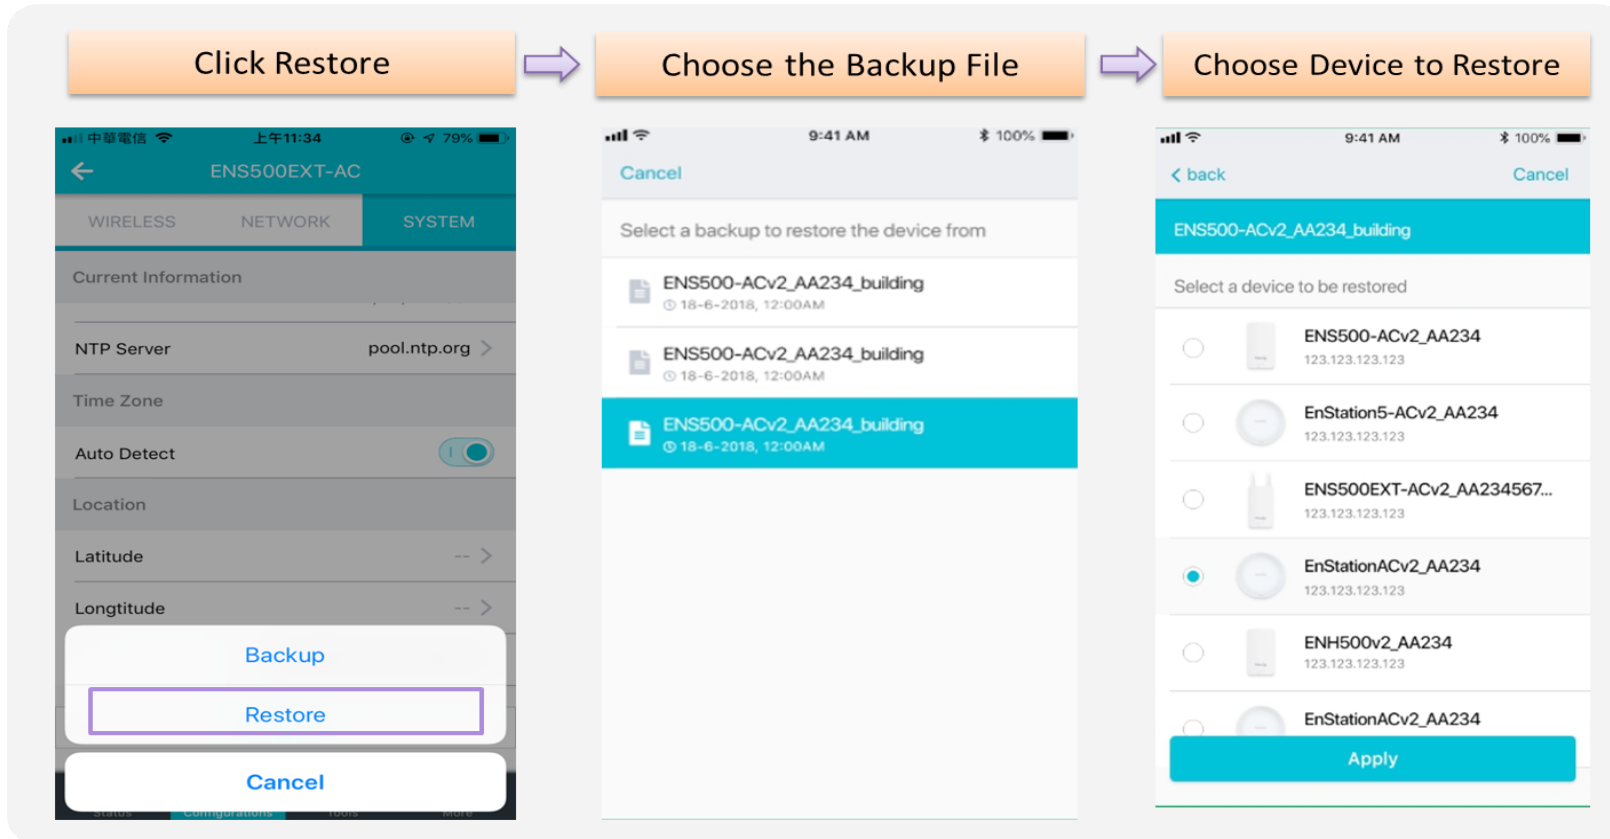 Click Restore
Choose the Backup File
Choose Device to Restore
中華電信
上午11:34
79%
ENS500EXT-AC
WIRELESS
NETWORK
SYSTEM
Current Information
NTP Server
pool.ntp.org
Time Zone
Auto Detect
Location
Latitude
--
Longtitude
--
Backup
Restore
Cancel
Status
Configurations
Tools
More
9:41 AM
100%
Cancel
Select a backup to restore the device from
ENS500-ACv2_AA234_building
18-6-2018, 12:00AM
ENS500-ACv2_AA234_building
18-6-2018, 12:00AM
ENS500-ACv2_AA234_building
18-6-2018, 12:00AM
9:41 AM
100%
back
Cancel
ENS500-ACv2_AA234_building
Select a device to be restored
ENS500-ACv2_AA234
123.123.123.123
EnStation5-ACv2_AA234
123.123.123.123
ENS500EXT-ACv2_AA234567...
123.123.123.123
EnStationACv2_AA234
123.123.123.123
ENH500v2_AA234
123.123.123.123
EnStationACv2_AA234
Apply